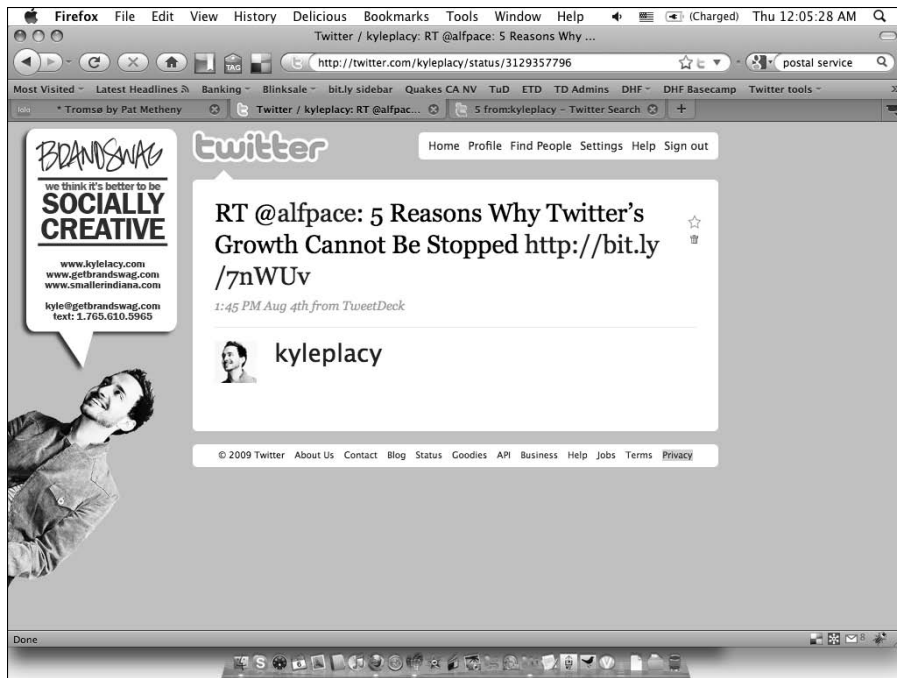 Firefox File Edit View History Delicious Bookmarks Tools Window Help (Charged) Thu 12:05:28 AM
Twitter / kyleplacy: RT @alfpace: 5 Reasons Why ...
TAG http://twitter.com/kyleplacy/status/3129357796 postal service
Most Visited Latest Headlines Banking Blinksale bit.ly sidebar Quakes CA NV TuD ETD TD Admins DHF DHF Basecamp Twitter tools
* Tromsø by Pat Metheny Twitter / kyleplacy: RT @alfpac... 5 from:kyleplacy – Twitter Search +
BRANDSWAG
we think it's better to be
SOCIALLY
CREATIVE
www.kylelacy.com
www.getbrandswag.com
www.smallerindiana.com
kyle@getbrandswag.com
text: 1.765.610.5965
twitter
Home Profile Find People Settings Help Sign out
RT @alfpace: 5 Reasons Why Twitter's
Growth Cannot Be Stopped http://bit.ly
/7nWUv
1:45 PM Aug 4th from TweetDeck
kyleplacy
© 2009 Twitter About Us Contact Blog Status Goodies API Business Help Jobs Terms Privacy
Done 8